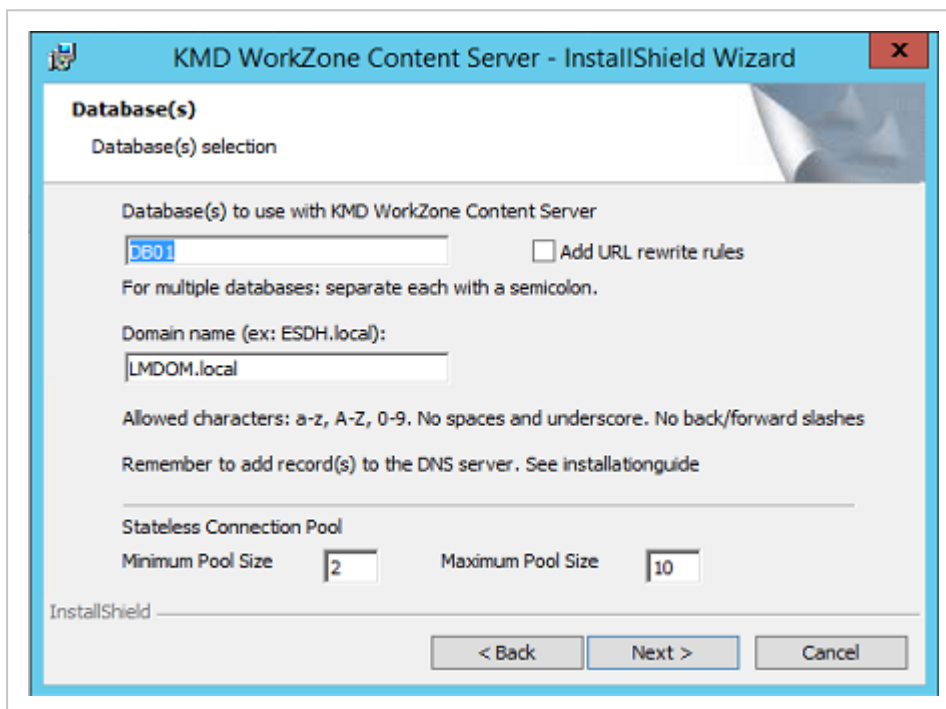 KMD WorkZone Content Server - InstallShield Wizard
x
Database(s)
Database(s) selection
Database(s) to use with KMD WorkZone Content Server
DB01
Add URL rewrite rules
For multiple databases: separate each with a semicolon.
Domain name (ex: ESDH.local):
LMDOM.local
Allowed characters: a-z, A-Z, 0-9. No spaces and underscore. No back/forward slashes
Remember to add record(s) to the DNS server. See installationguide
Stateless Connection Pool
Minimum Pool Size 2 Maximum Pool Size 10
InstallShield
< Back Next > Cancel